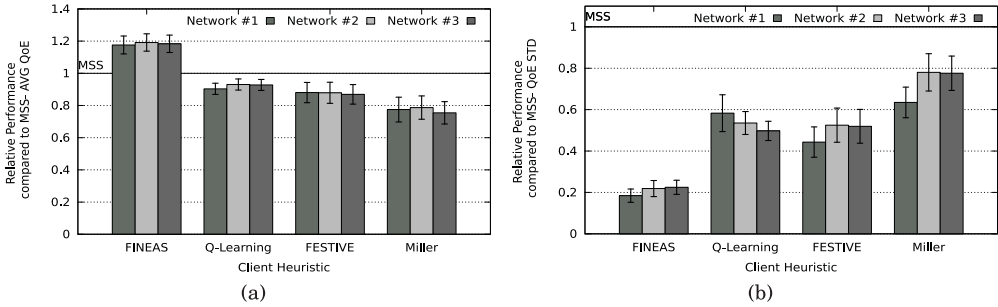 1.4
1.2
1
0.8
0.6
0.4
0.2
0
Relative Performance
compared to MSS- AVG QoE
Network #1 Network #2 Network #3
MSS
FINEAS Q-Learning FESTIVE Miller
Client Heuristic
(a)
1
0.8
0.6
0.4
0.2
0
Relative Performance
compared to MSS- QoE STD
Network #1 Network #2 Network #3
MSS
FINEAS Q-Learning FESTIVE Miller
Client Heuristic
(b)